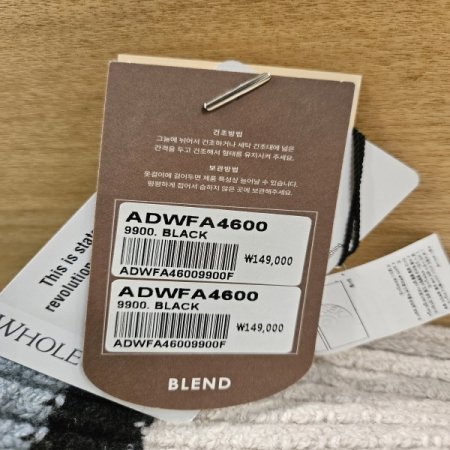 건조방법
그늘에 뉘어서 건조하거나 세탁 건조대에 넓은
간격을 두고 건조해서 형태를 유지시켜 주세요.
보관방법
옷걸이에 걸어두면 제품 특성상 늘어날 수 있습니다.
평평하게 접어서 습하지 않은 곳에 보관해주세요.
ADWFA4600
9900. BLACK
₩149,000
ADWFA46009900F
ADWFA4600
9900. BLACK
₩149,000
ADWFA46009900F
BLEND
This is stat
revolution
WHOLE